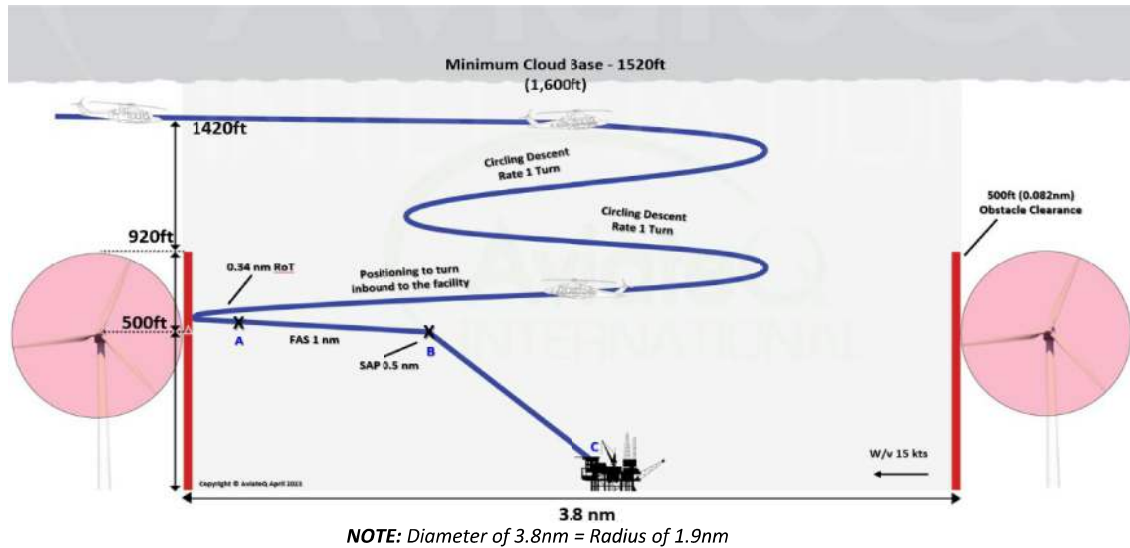 Minimum Cloud Base - 1520ft
(1,600ft)
1420ft
Circling Descent
Rate 1 Turn
500ft (0.082nm)
Obstacle Clearance
Circling Descent
Rate 1 Turn
920ft
0.34 nm RoT
Positioning to turn
inbound to the facility
500ft
A
FAS 1 nm
B
SAP 0.5 nm
AviateQ
INTERNATIONAL
C
W/v 15 kts
Copyright © AviateQ April 2023
3.8 nm
NOTE: Diameter of 3.8nm = Radius of 1.9nm